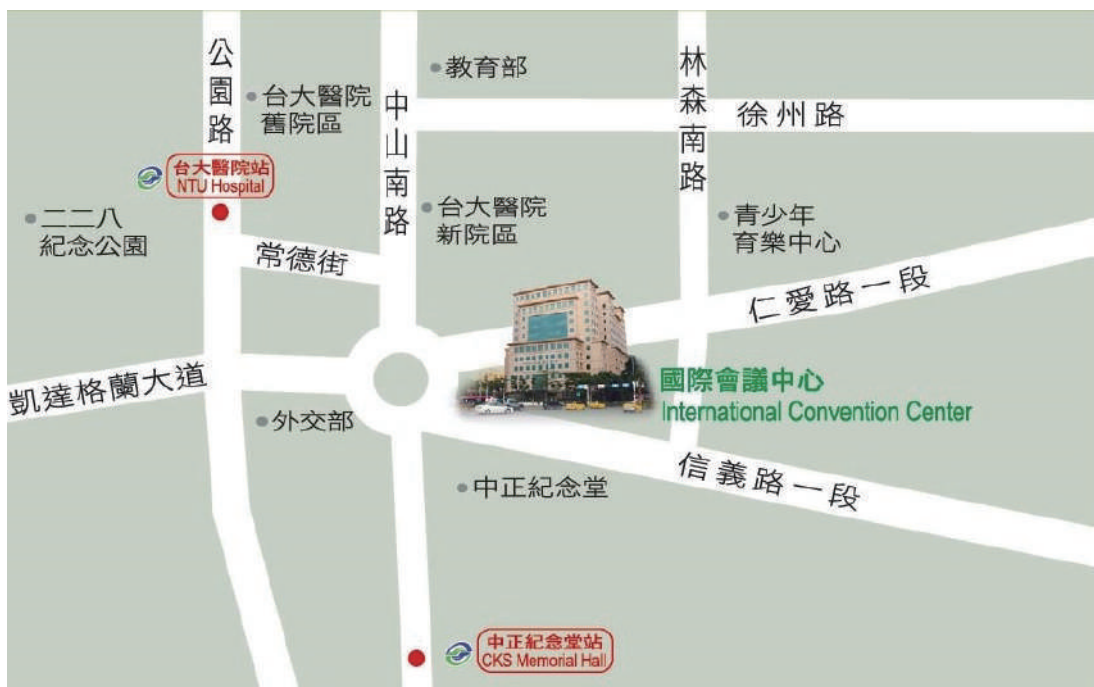 公園路
台大醫院
舊院區
中山南路
教育部
林森南路
徐州路
台大醫院站
NTU Hospital
二二八
紀念公園
台大醫院
新院區
青少年
育樂中心
常德街
仁愛路一段
凱達格蘭大道
國際會議中心
International Convention Center
外交部
信義路一段
中正紀念堂
中正紀念堂站
CKS Memorial Hall